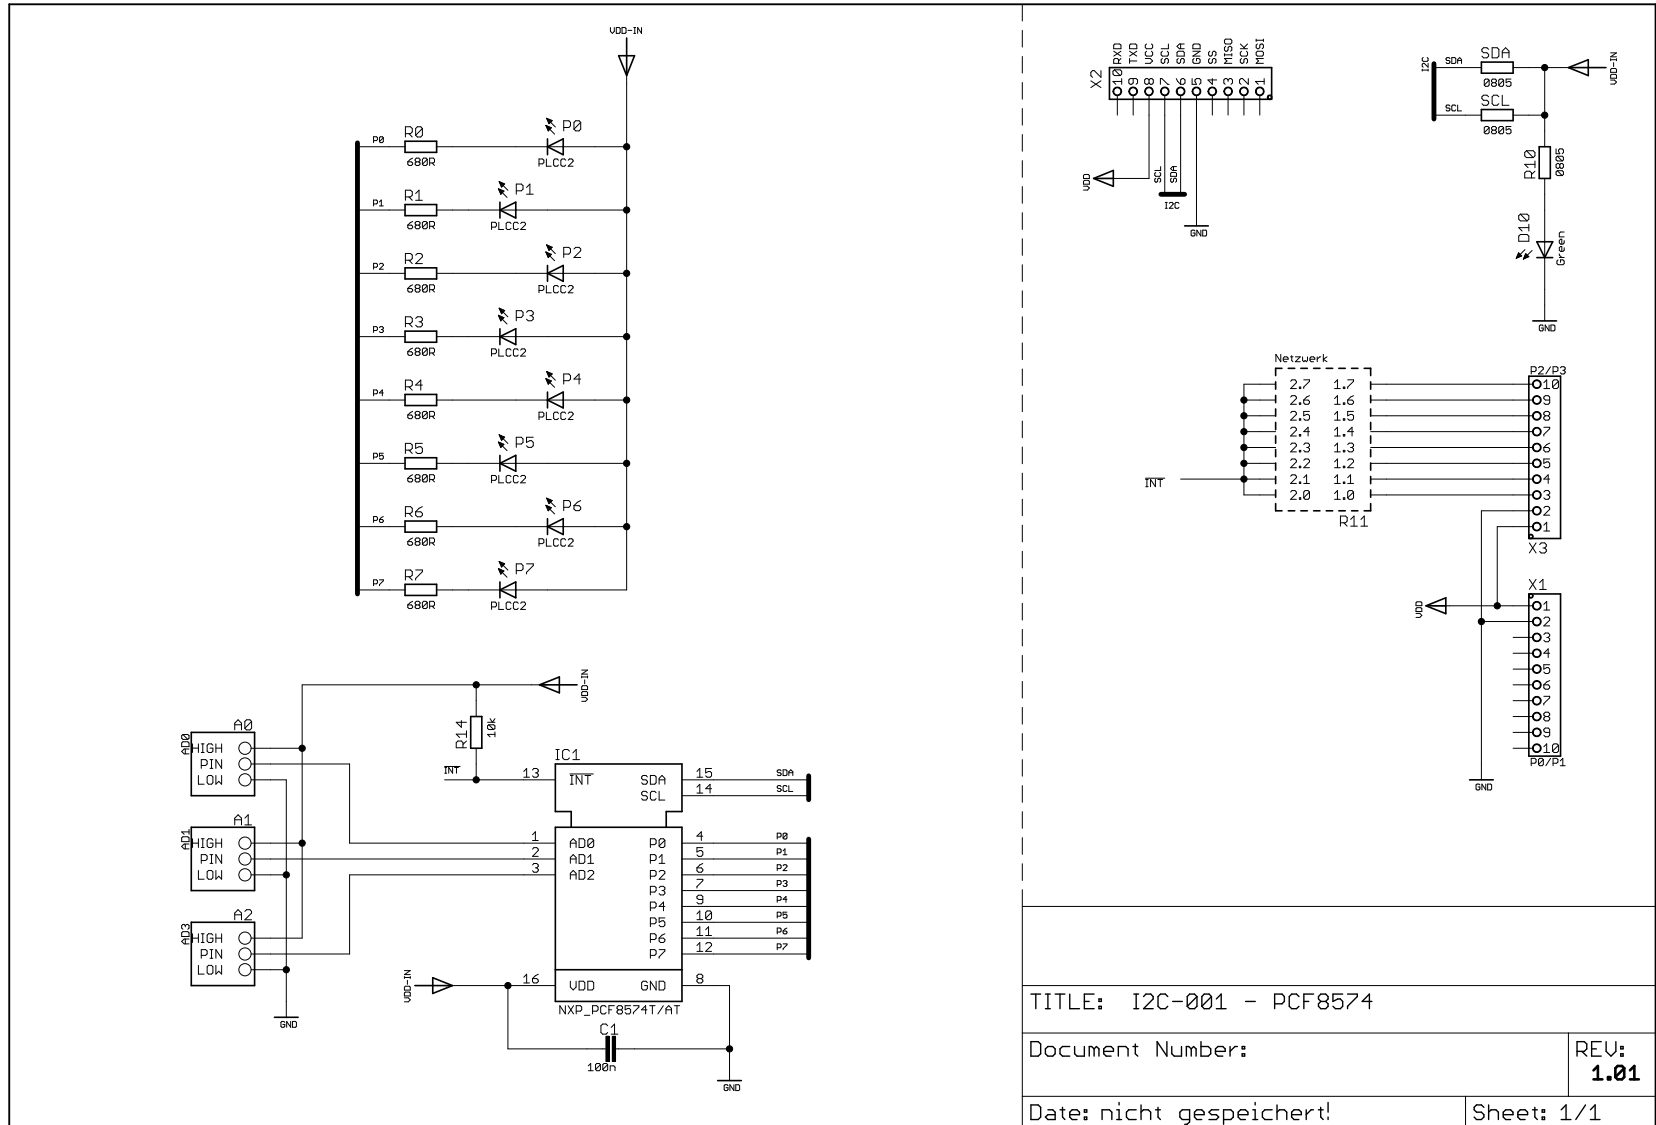 VDD-IN
P0 R0 680R P0 PLCC2
P1 R1 680R P1 PLCC2
P2 R2 680R P2 PLCC2
P3 R3 680R P3 PLCC2
P4 R4 680R P4 PLCC2
P5 R5 680R P5 PLCC2
P6 R6 680R P6 PLCC2
P7 R7 680R P7 PLCC2
VDD-IN
R14 10k
INT
A0
AD0
HIGH
PIN
LOW
A1
AD1
HIGH
PIN
LOW
A2
AD3
HIGH
PIN
LOW
GND
IC1
13 INT SDA 15 SDA
SCL 14 SCL
1 AD0 P0 4 P0
2 AD1 P1 5 P1
3 AD2 P2 6 P2
P3 7 P3
P4 9 P4
P5 10 P5
P6 11 P6
P7 12 P7
VDD-IN
16 VDD GND 8
NXP_PCF8574T/AT
C1
100n
GND
X2
RXD TXD VCC SCL SDA GND SS MISO SCK MOSI
10 9 8 7 6 5 4 3 2 1
VDD
SCL
SDA
I2C
GND
I2C
SDA SDA 0805
SCL SCL 0805
VDD-IN
R10 0805
D10 Green
GND
Netzwerk
2.7 1.7
2.6 1.6
2.5 1.5
2.4 1.4
2.3 1.3
2.2 1.2
2.1 1.1
2.0 1.0
INT
R11
P2/P3
10
9
8
7
6
5
4
3
2
1
X3
X1
VDD
1
2
3
4
5
6
7
8
9
10
P0/P1
GND
TITLE: I2C-001 - PCF8574
Document Number:
REV:
1.01
Date: nicht gespeichert!
Sheet: 1/1